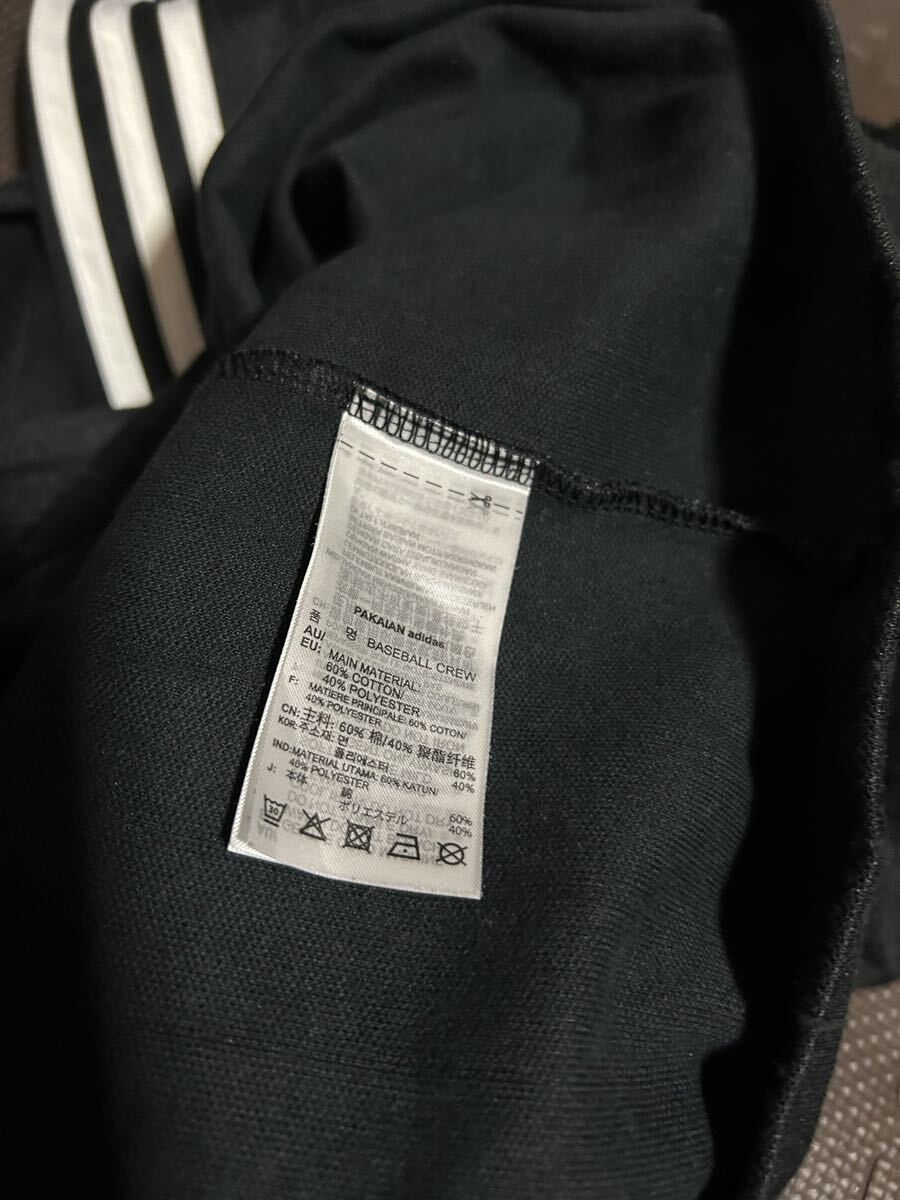 PAKAIAN adidas
품 명 BASEBALL CREW
AU/
EU: MAIN MATERIAL:
60% COTTON/
40% POLYESTER
F: MATIERE PRINCIPALE: 60% COTON/
40% POLYESTER
CN: 主料: 60% 棉/40% 聚酯纤维
KOR: 주소재: 면 60%
폴리에스터 40%
IND: MATERIAL UTAMA: 60% KATUN/
40% POLYESTER
J: 本体 綿 60%
ポリエステル 40%
30